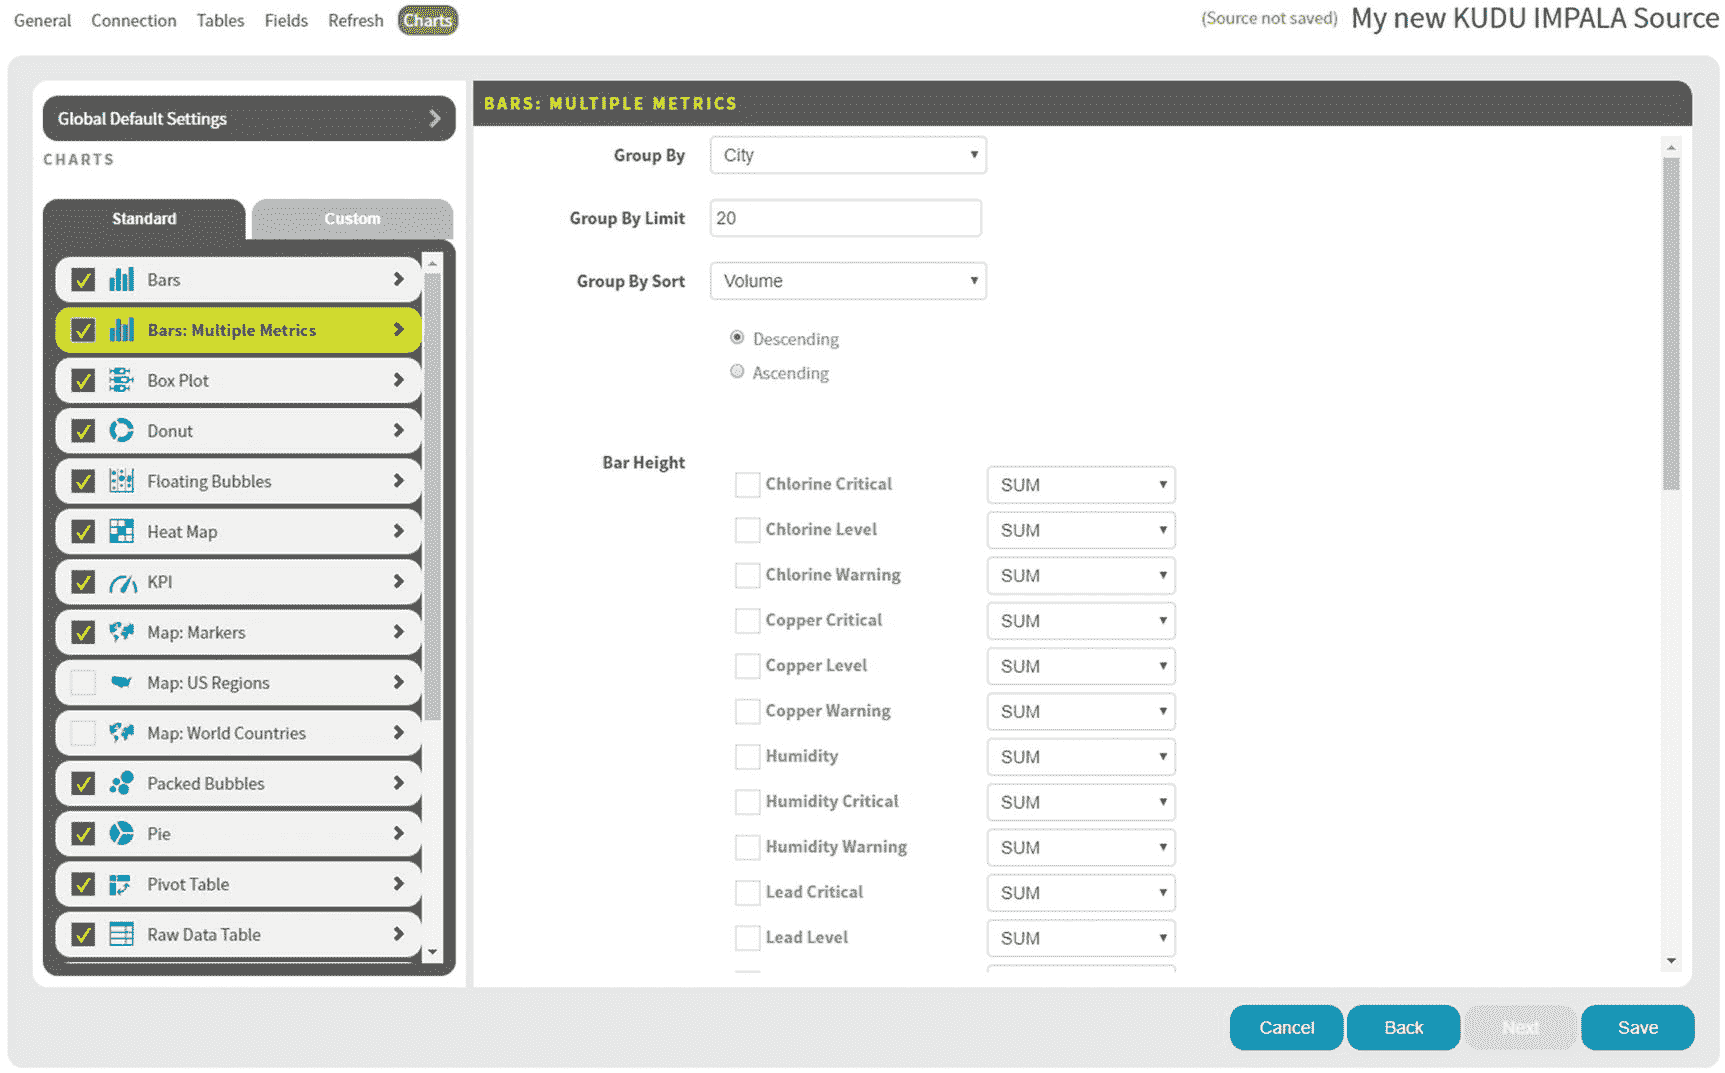 General Connection Tables Fields Refresh Charts
(Source not saved) My new KUDU IMPALA Source
Global Default Settings
CHARTS
Standard Custom
Bars
Bars: Multiple Metrics
Box Plot
Donut
Floating Bubbles
Heat Map
KPI
Map: Markers
Map: US Regions
Map: World Countries
Packed Bubbles
Pie
Pivot Table
Raw Data Table
BARS: MULTIPLE METRICS
Group By City
Group By Limit 20
Group By Sort Volume
Descending
Ascending
Bar Height
Chlorine Critical SUM
Chlorine Level SUM
Chlorine Warning SUM
Copper Critical SUM
Copper Level SUM
Copper Warning SUM
Humidity SUM
Humidity Critical SUM
Humidity Warning SUM
Lead Critical SUM
Lead Level SUM
Cancel Back Next Save